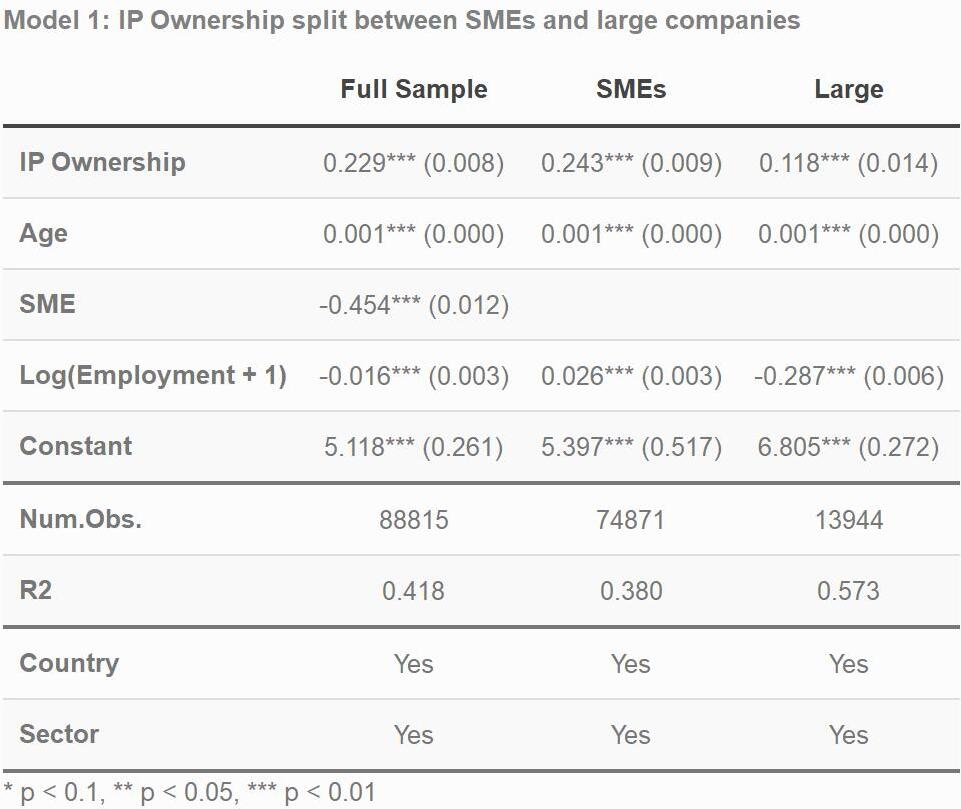 Model 1: IP Ownership split between SMEs and large companies
Full Sample SMEs Large
IP Ownership 0.229*** (0.008) 0.243*** (0.009) 0.118*** (0.014)
Age 0.001*** (0.000) 0.001*** (0.000) 0.001*** (0.000)
SME -0.454*** (0.012)
Log(Employment + 1) -0.016*** (0.003) 0.026*** (0.003) -0.287*** (0.006)
Constant 5.118*** (0.261) 5.397*** (0.517) 6.805*** (0.272)
Num.Obs. 88815 74871 13944
R2 0.418 0.380 0.573
Country Yes Yes Yes
Sector Yes Yes Yes
* p < 0.1, ** p < 0.05, *** p < 0.01